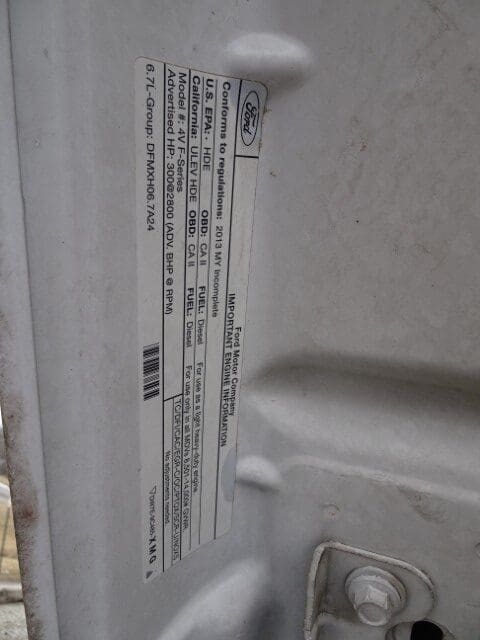 Ford
Ford Motor Company
IMPORTANT ENGINE INFORMATION
Conforms to regulations: 2013 MY Incomplete
U.S. EPA: . HDE OBD: CA II FUEL: Diesel For use as a light heavy-duty engine.
California: ULEV HDE OBD: CA II FUEL: Diesel For use only in all MDVs 8,501-14,000# GVWR.
Model #: 4V F-Series
Advertised HP: 300@2800 (ADV. BHP @ RPM) No adjustments needed.
6.7L-Group: DFMXH06.7A24
XMG